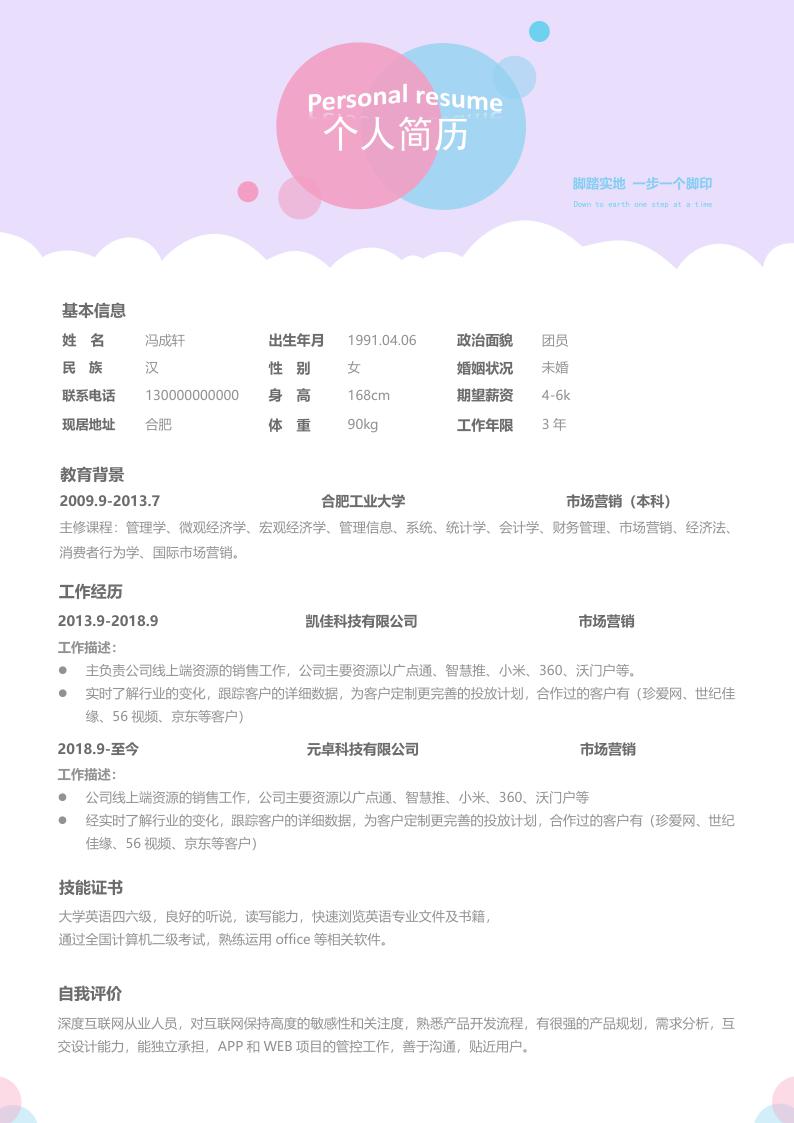 Personal resume
个人简历
脚踏实地 一步一个脚印
Down to earth one step at a time
基本信息
姓 名 冯成轩 出生年月 1991.04.06 政治面貌 团员
民 族 汉 性 别 女 婚姻状况 未婚
联系电话 130000000000 身 高 168cm 期望薪资 4-6k
现居地址 合肥 体 重 90kg 工作年限 3 年
教育背景
2009.9-2013.7 合肥工业大学 市场营销（本科）
主修课程：管理学、微观经济学、宏观经济学、管理信息、系统、统计学、会计学、财务管理、市场营销、经济法、
消费者行为学、国际市场营销。
工作经历
2013.9-2018.9 凯佳科技有限公司 市场营销
工作描述：
● 主负责公司线上端资源的销售工作，公司主要资源以广点通、智慧推、小米、360、沃门户等。
● 实时了解行业的变化，跟踪客户的详细数据，为客户定制更完善的投放计划，合作过的客户有（珍爱网、世纪佳
缘、56 视频、京东等客户）
2018.9-至今 元卓科技有限公司 市场营销
工作描述：
● 公司线上端资源的销售工作，公司主要资源以广点通、智慧推、小米、360、沃门户等
● 经实时了解行业的变化，跟踪客户的详细数据，为客户定制更完善的投放计划，合作过的客户有（珍爱网、世纪
佳缘、56 视频、京东等客户）
技能证书
大学英语四六级，良好的听说，读写能力，快速浏览英语专业文件及书籍，
通过全国计算机二级考试，熟练运用 office 等相关软件。
自我评价
深度互联网从业人员，对互联网保持高度的敏感性和关注度，熟悉产品开发流程，有很强的产品规划，需求分析，互
交设计能力，能独立承担，APP 和 WEB 项目的管控工作，善于沟通，贴近用户。